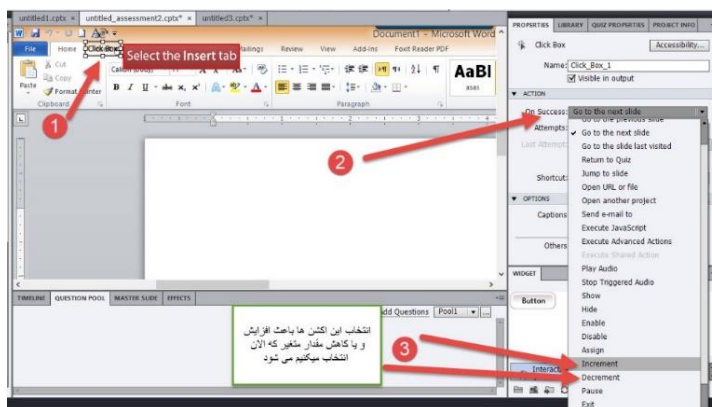 untitled1.cptx × untitled_assessment2.cptx* × untitled3.cptx* ×
Document1 - Microsoft Word
File Home Click Box Mailings Review View Add-Ins Foxit Reader PDF
Select the Insert tab
Cut
Copy
Format Painter
Paste
AaBl
Clipboard Font Paragraph
1
2
3
TIMELINE QUESTION POOL MASTER SLIDE EFFECTS
Add Questions Pool1
انتخاب این اکشن ها باعث افزایش
و یا کاهش مقدار متغیر که الان
انتخاب میکنیم می شود
PROPERTIES LIBRARY QUIZ PROPERTIES PROJECT INFO
Click Box Accessibility...
Name: Click_Box_1
Visible in output
ACTION
On Success: Go to the next slide
Go to the previous slide
Attempts:
Go to the next slide
Last Attempt:
Go to the slide last visited
Return to Quiz
Shortcut:
Jump to slide
Open URL or file
OPTIONS
Open another project
Captions
Send e-mail to
Execute JavaScript
Others
Execute Advanced Actions
Execute Shared Action
WIDGET
Play Audio
Stop Triggered Audio
Button
Show
Hide
Enable
Disable
Assign
Increment
Decrement
Pause
Exit